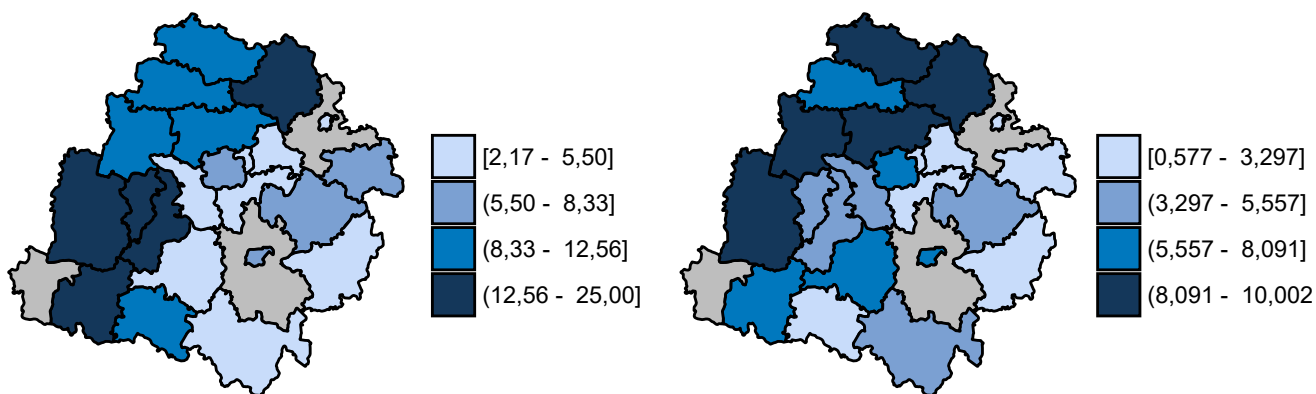 [2,17 - 5,50]
(5,50 - 8,33]
(8,33 - 12,56]
(12,56 - 25,00]
[0,577 - 3,297]
(3,297 - 5,557]
(5,557 - 8,091]
(8,091 - 10,002